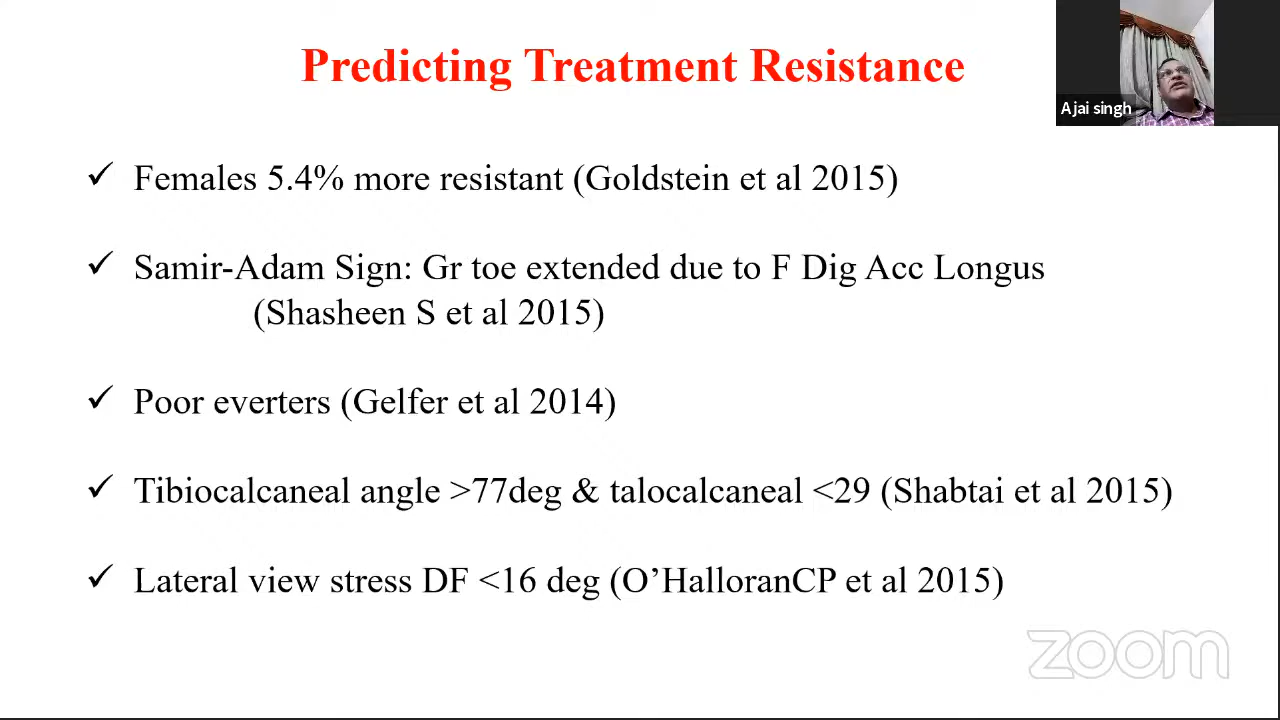 Predicting Treatment Resistance
Ajai singh
✓ Females 5.4% more resistant (Goldstein et al 2015)
✓ Samir-Adam Sign: Gr toe extended due to F Dig Acc Longus
(Shasheen S et al 2015)
✓ Poor everters (Gelfer et al 2014)
✓ Tibiocalcaneal angle >77deg & talocalcaneal <29 (Shabtai et al 2015)
✓ Lateral view stress DF <16 deg (O’HalloranCP et al 2015)
zoom